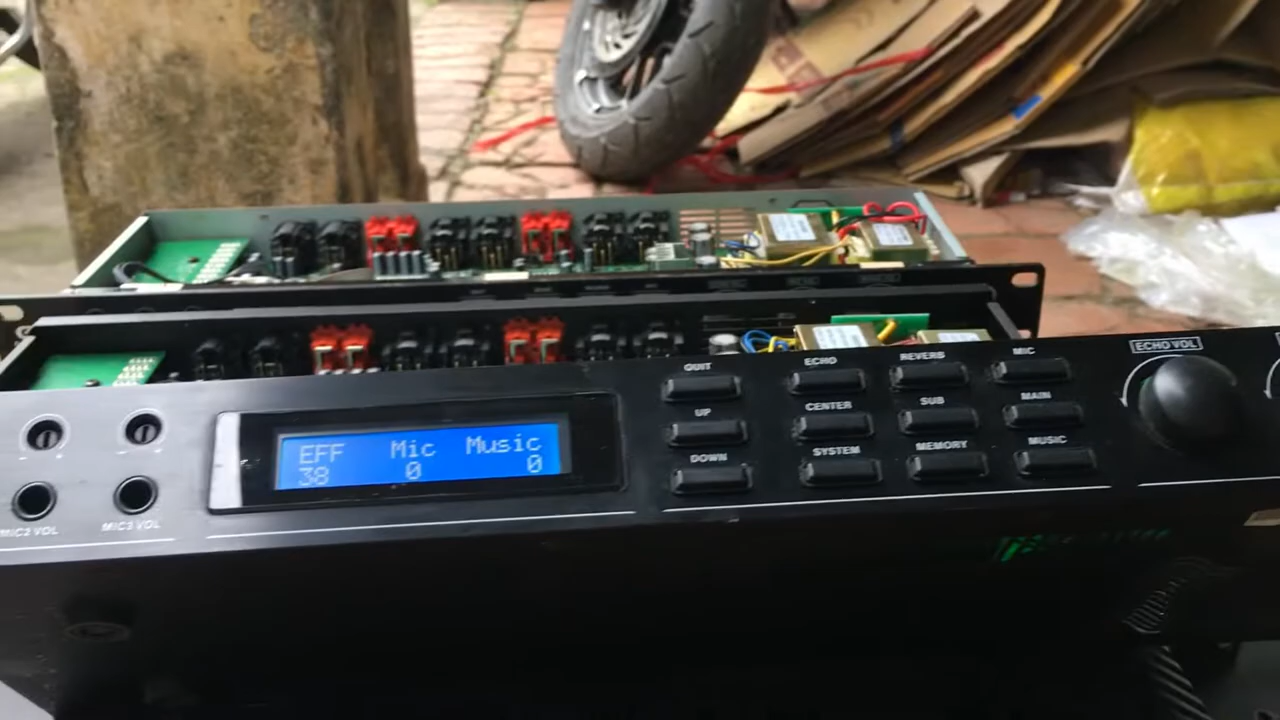 EFF Mic Music
38 0 0
QUIT ECHO REVERB MIC
UP CENTER SUB MAIN
DOWN SYSTEM MEMORY MUSIC
ECHO VOL
MIC2 VOL MIC3 VOL